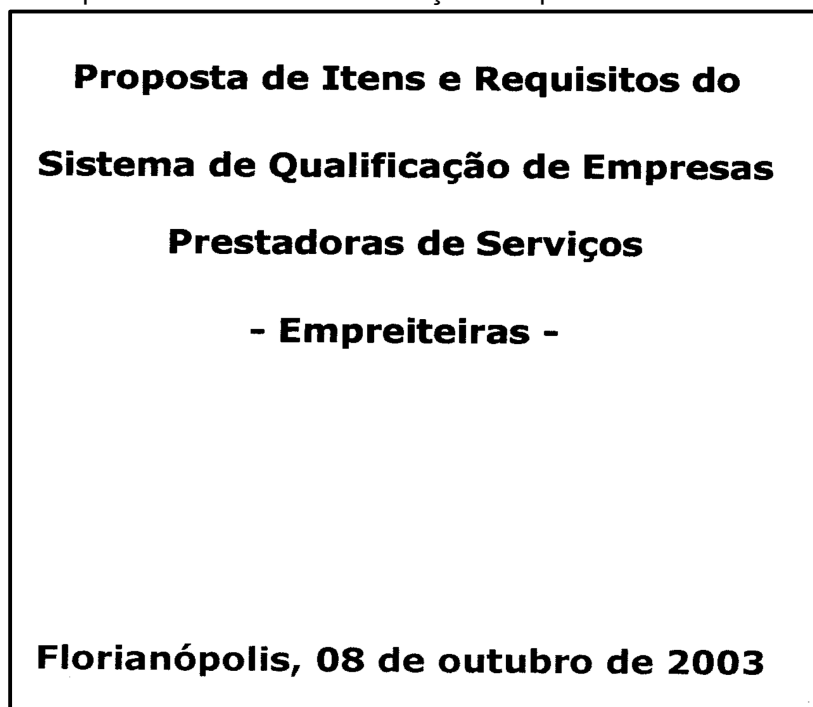 Proposta de Itens e Requisitos do
Sistema de Qualificação de Empresas
Prestadoras de Serviços
- Empreiteiras -
Florianópolis, 08 de outubro de 2003